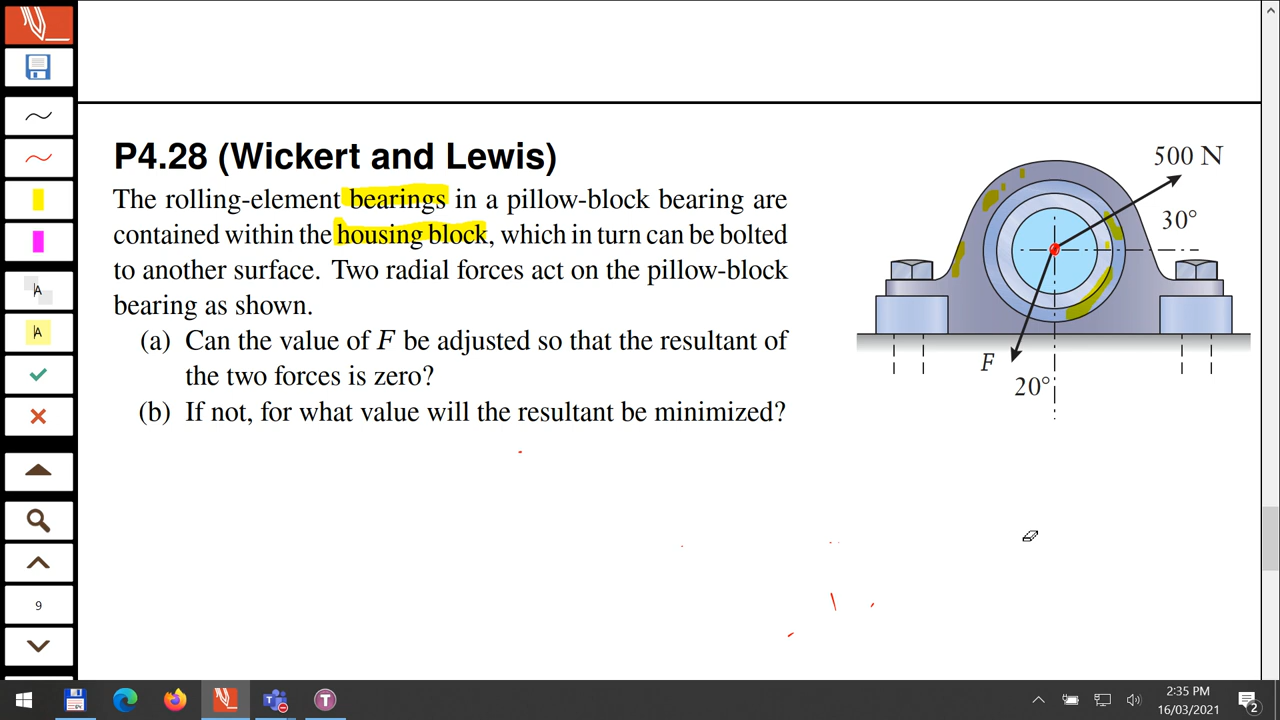 P4.28 (Wickert and Lewis)
The rolling-element bearings in a pillow-block bearing are
contained within the housing block, which in turn can be bolted
to another surface. Two radial forces act on the pillow-block
bearing as shown.
(a) Can the value of F be adjusted so that the resultant of
the two forces is zero?
(b) If not, for what value will the resultant be minimized?
500 N
30°
F
20°
A
A
9
T
2:35 PM
16/03/2021
2